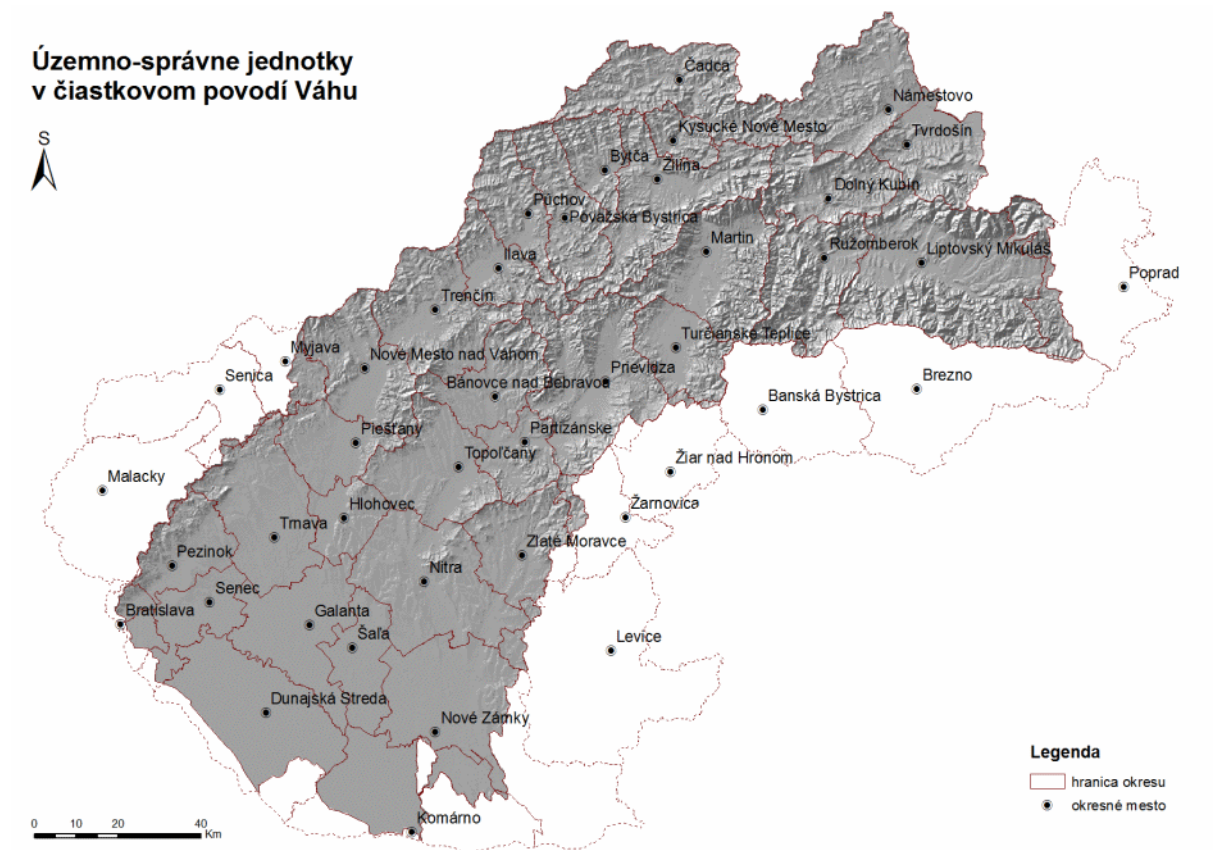 Územno-správne jednotky
v čiastkovom povodí Váhu
S
Čadca
Námestovo
Kysucké Nové Mesto
Tvrdošín
Bytča
Žilina
Dolný Kubín
Púchov
Považská Bystrica
Martin
Ružomberok
Liptovský Mikuláš
Ilava
Poprad
Trenčín
Turčianske Teplice
Myjava
Nové Mesto nad Váhom
Prievidza
Senica
Bánovce nad Bebravou
Brezno
Banská Bystrica
Piešťany
Partizánske
Topoľčany
Žiar nad Hronom
Malacky
Hlohovec
Žarnovica
Trnava
Zlaté Moravce
Pezinok
Nitra
Senec
Bratislava
Galanta
Šaľa
Levice
Dunajská Streda
Nové Zámky
Legenda
hranica okresu
okresné mesto
Komárno
0 10 20 40
Km